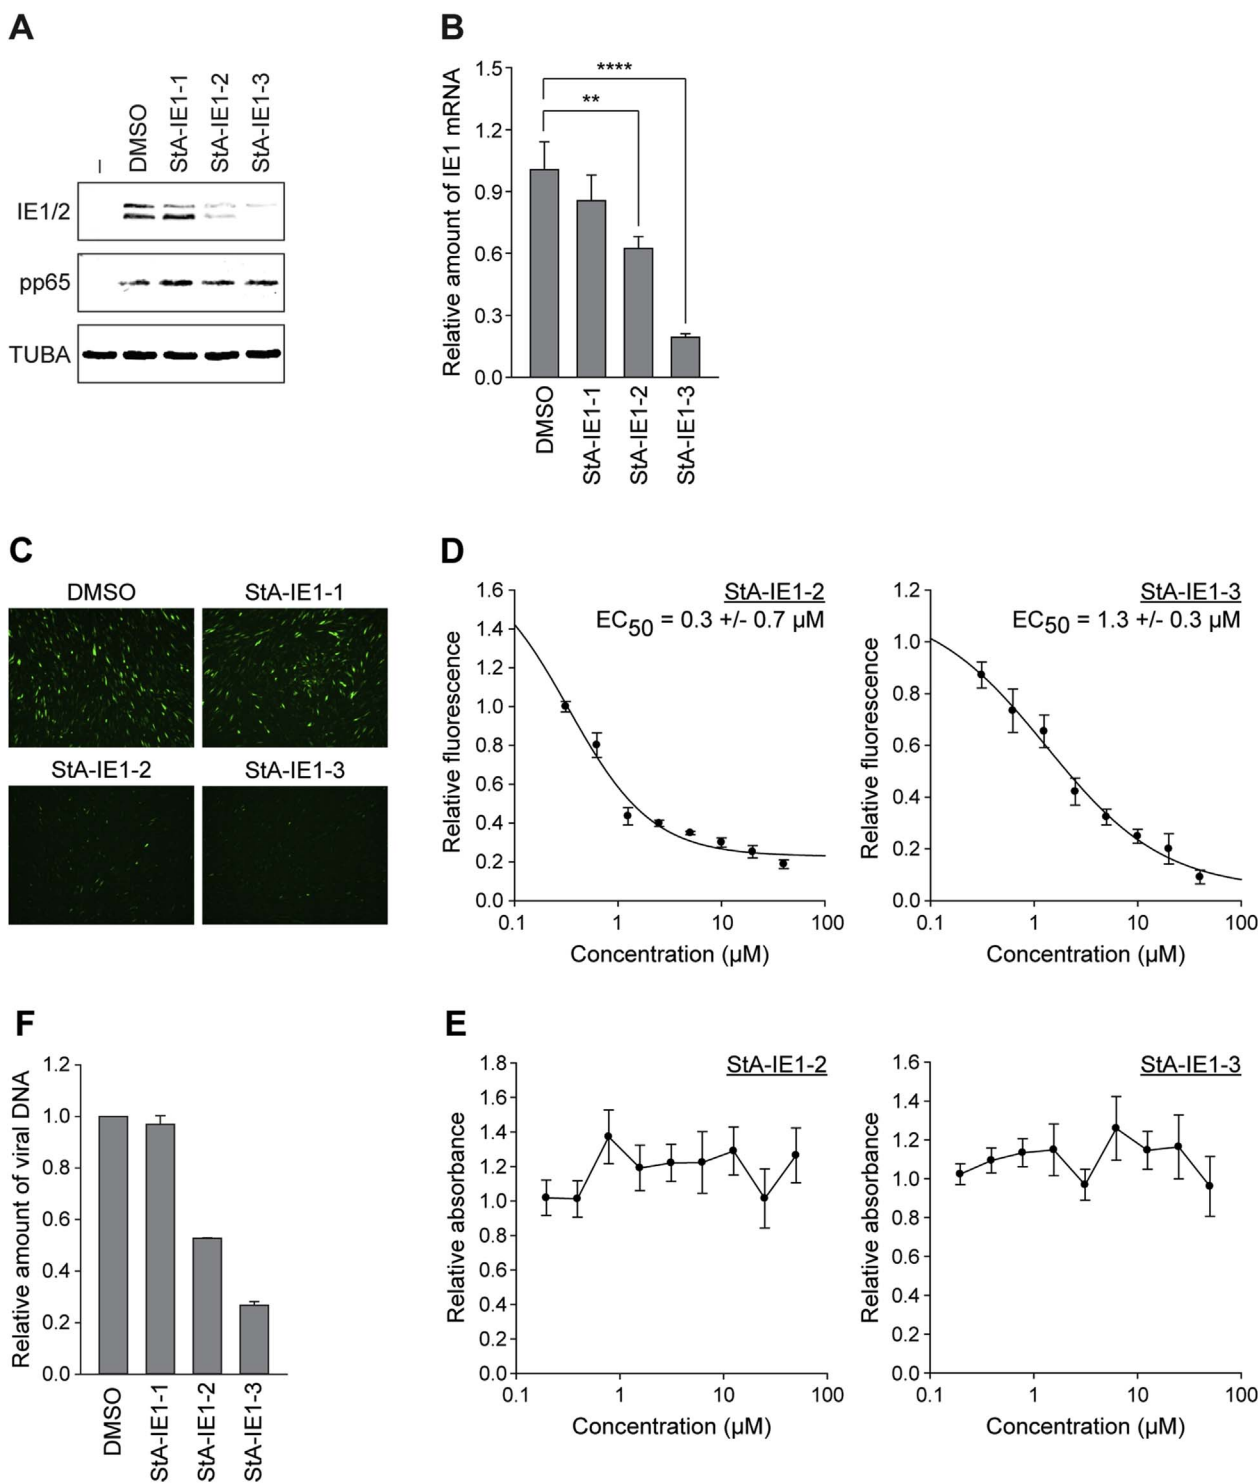 A
–
DMSO
StA-IE1-1
StA-IE1-2
StA-IE1-3
IE1/2
pp65
TUBA
B
Relative amount of IE1 mRNA
1.5
1.2
0.9
0.6
0.3
0.0
****
**
DMSO
StA-IE1-1
StA-IE1-2
StA-IE1-3
C
DMSO
StA-IE1-1
StA-IE1-2
StA-IE1-3
D
Relative fluorescence
1.6
1.4
1.2
1.0
0.8
0.6
0.4
0.2
0.0
StA-IE1-2
EC50 = 0.3 +/- 0.7 µM
0.1 1 10 100
Concentration (µM)
Relative fluorescence
1.2
1.0
0.8
0.6
0.4
0.2
0.0
StA-IE1-3
EC50 = 1.3 +/- 0.3 µM
0.1 1 10 100
Concentration (µM)
F
Relative amount of viral DNA
1.2
1.0
0.8
0.6
0.4
0.2
0.0
DMSO
StA-IE1-1
StA-IE1-2
StA-IE1-3
E
Relative absorbance
1.8
1.6
1.4
1.2
1.0
0.8
0.6
0.4
0.2
0.0
StA-IE1-2
0.1 1 10 100
Concentration (µM)
Relative absorbance
1.6
1.4
1.2
1.0
0.8
0.6
0.4
0.2
0.0
StA-IE1-3
0.1 1 10 100
Concentration (µM)